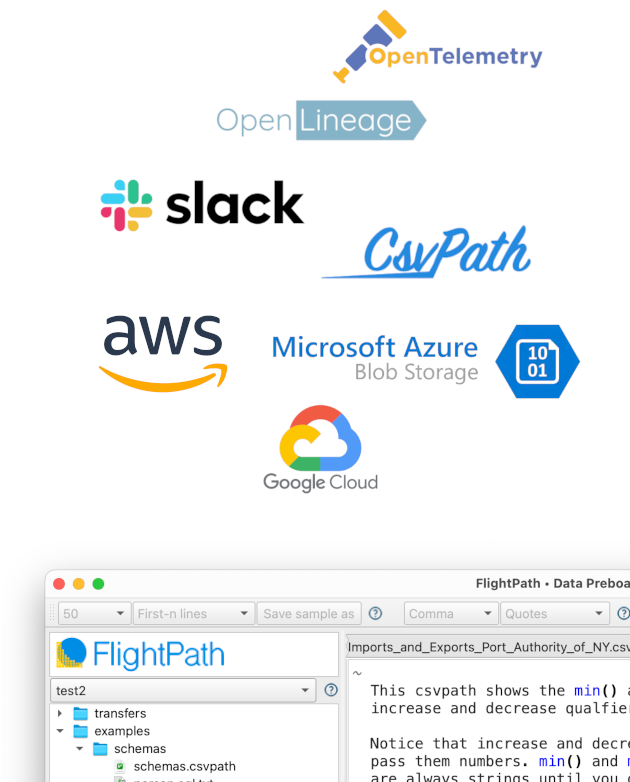 OpenTelemetry
OpenLineage
slack
CsvPath
aws
Microsoft Azure
Blob Storage
10
01
Google Cloud
FlightPath • Data Preboa
50 First-n lines Save sample as Comma Quotes
FlightPath
Imports_and_Exports_Port_Authority_of_NY.csv
test2
transfers
examples
schemas
schemas.csvpath
~
This csvpath shows the min() a
increase and decrease qualfier
Notice that increase and decre
pass them numbers. min() and m
are always strings until you